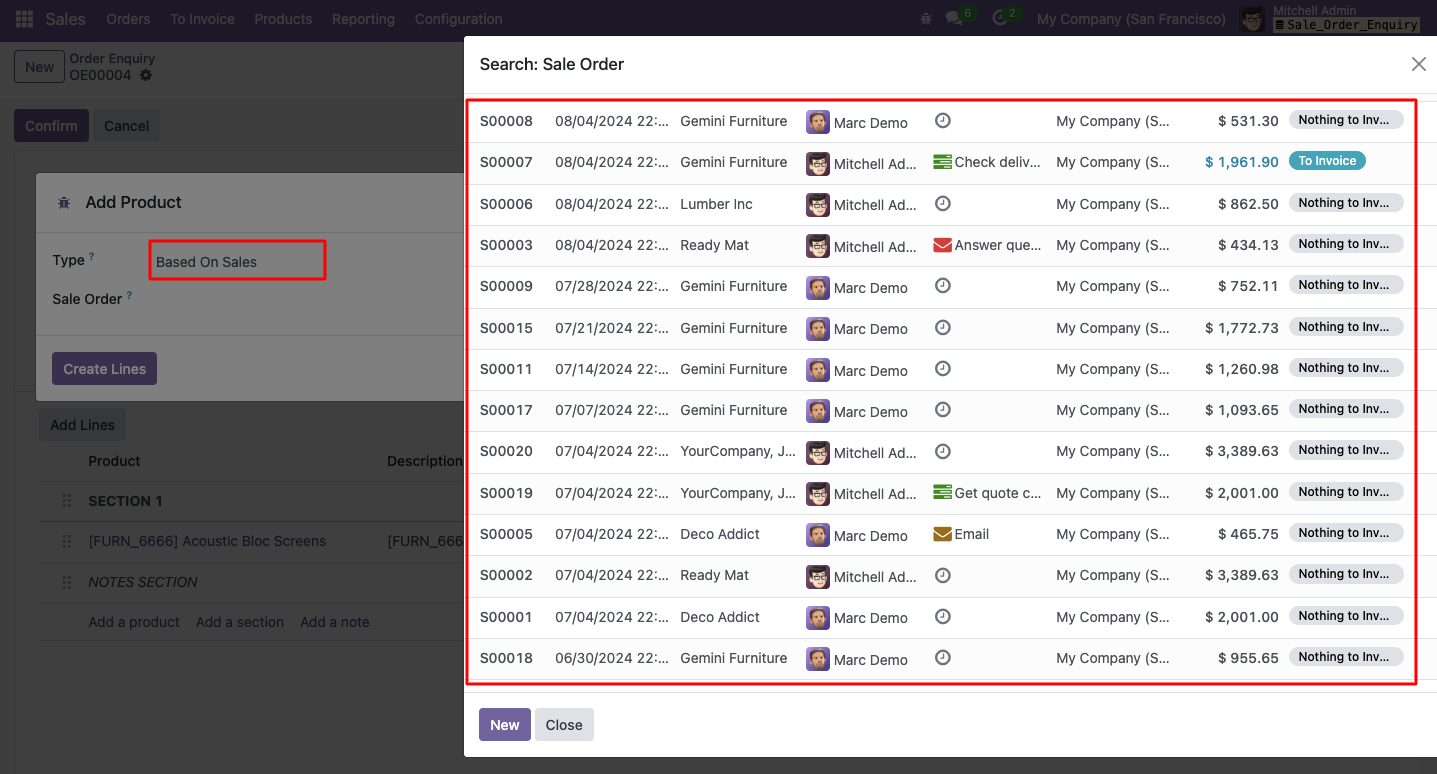 Sales Orders To Invoice Products Reporting Configuration 6 2 My Company (San Francisco) Mitchell Admin
Sale_Order_Enquiry
New Order Enquiry
OE00004
Confirm Cancel
Add Product
Type ? Based On Sales
Sale Order ?
Create Lines
Add Lines
Product Description
SECTION 1
[FURN_6666] Acoustic Bloc Screens [FURN_666
NOTES SECTION
Add a product Add a section Add a note
Search: Sale Order
S00008 08/04/2024 22:... Gemini Furniture Marc Demo My Company (S... $ 531.30 Nothing to Inv...
S00007 08/04/2024 22:... Gemini Furniture Mitchell Ad... Check deliv... My Company (S... $ 1,961.90 To Invoice
S00006 08/04/2024 22:... Lumber Inc Mitchell Ad... My Company (S... $ 862.50 Nothing to Inv...
S00003 08/04/2024 22:... Ready Mat Mitchell Ad... Answer que... My Company (S... $ 434.13 Nothing to Inv...
S00009 07/28/2024 22:... Gemini Furniture Marc Demo My Company (S... $ 752.11 Nothing to Inv...
S00015 07/21/2024 22:... Gemini Furniture Marc Demo My Company (S... $ 1,772.73 Nothing to Inv...
S00011 07/14/2024 22:... Gemini Furniture Marc Demo My Company (S... $ 1,260.98 Nothing to Inv...
S00017 07/07/2024 22:... Gemini Furniture Marc Demo My Company (S... $ 1,093.65 Nothing to Inv...
S00020 07/04/2024 22:... YourCompany, J... Mitchell Ad... My Company (S... $ 3,389.63 Nothing to Inv...
S00019 07/04/2024 22:... YourCompany, J... Mitchell Ad... Get quote c... My Company (S... $ 2,001.00 Nothing to Inv...
S00005 07/04/2024 22:... Deco Addict Marc Demo Email My Company (S... $ 465.75 Nothing to Inv...
S00002 07/04/2024 22:... Ready Mat Mitchell Ad... My Company (S... $ 3,389.63 Nothing to Inv...
S00001 07/04/2024 22:... Deco Addict Marc Demo My Company (S... $ 2,001.00 Nothing to Inv...
S00018 06/30/2024 22:... Gemini Furniture Marc Demo My Company (S... $ 955.65 Nothing to Inv...
New Close